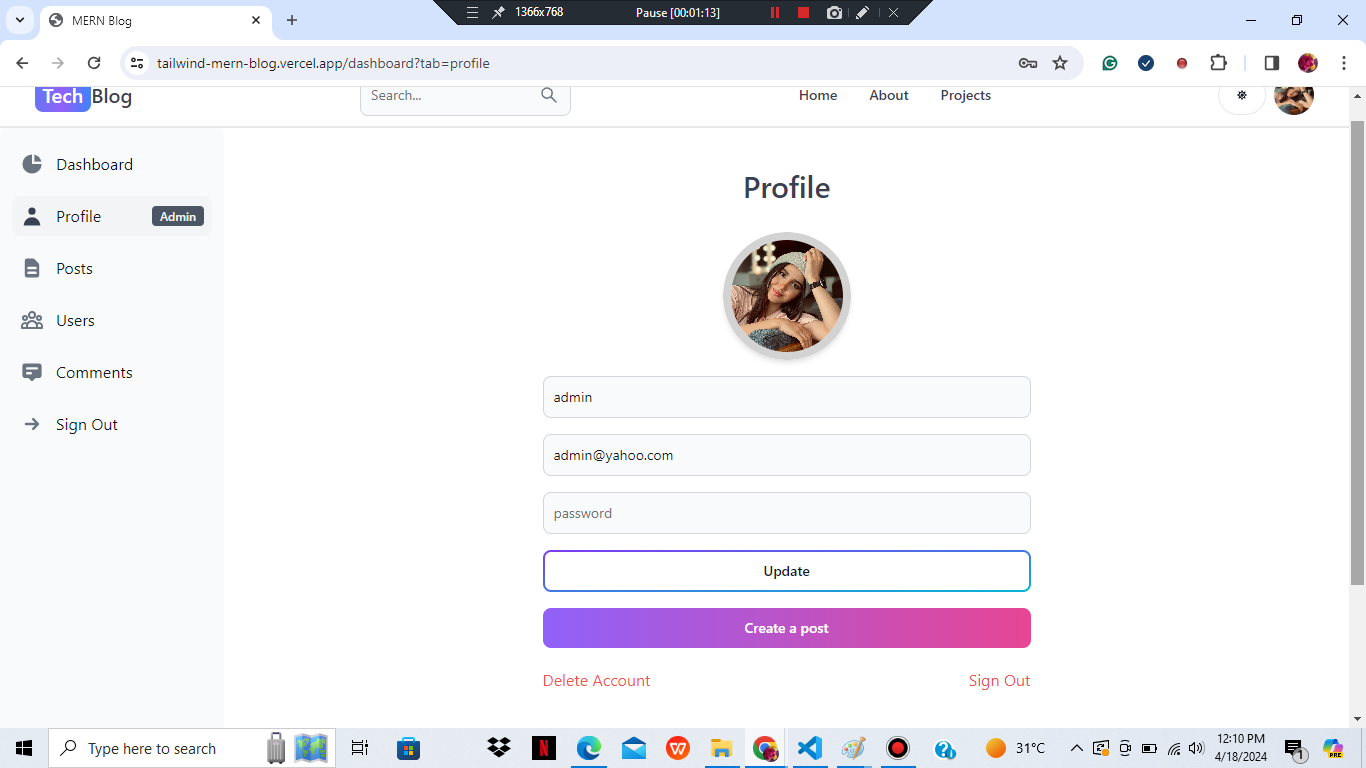 MERN Blog
1366x768
Pause [00:01:13]
tailwind-mern-blog.vercel.app/dashboard?tab=profile
Tech Blog
Search...
Home
About
Projects
Dashboard
Profile
Admin
Posts
Users
Comments
Sign Out
Profile
admin
admin@yahoo.com
password
Update
Create a post
Delete Account
Sign Out
Type here to search
31°C
12:10 PM
4/18/2024
1
PRE